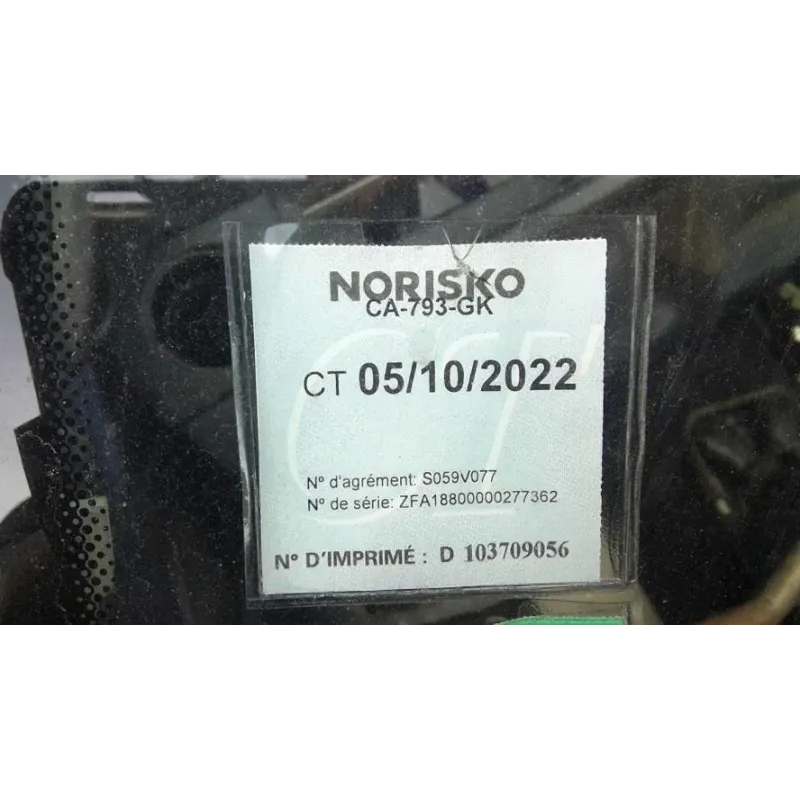 NORISKO
CA-793-GK
CT 05/10/2022
N° d'agrément: S059V077
N° de série: ZFA18800000277362
N° D'IMPRIMÉ : D 103709056